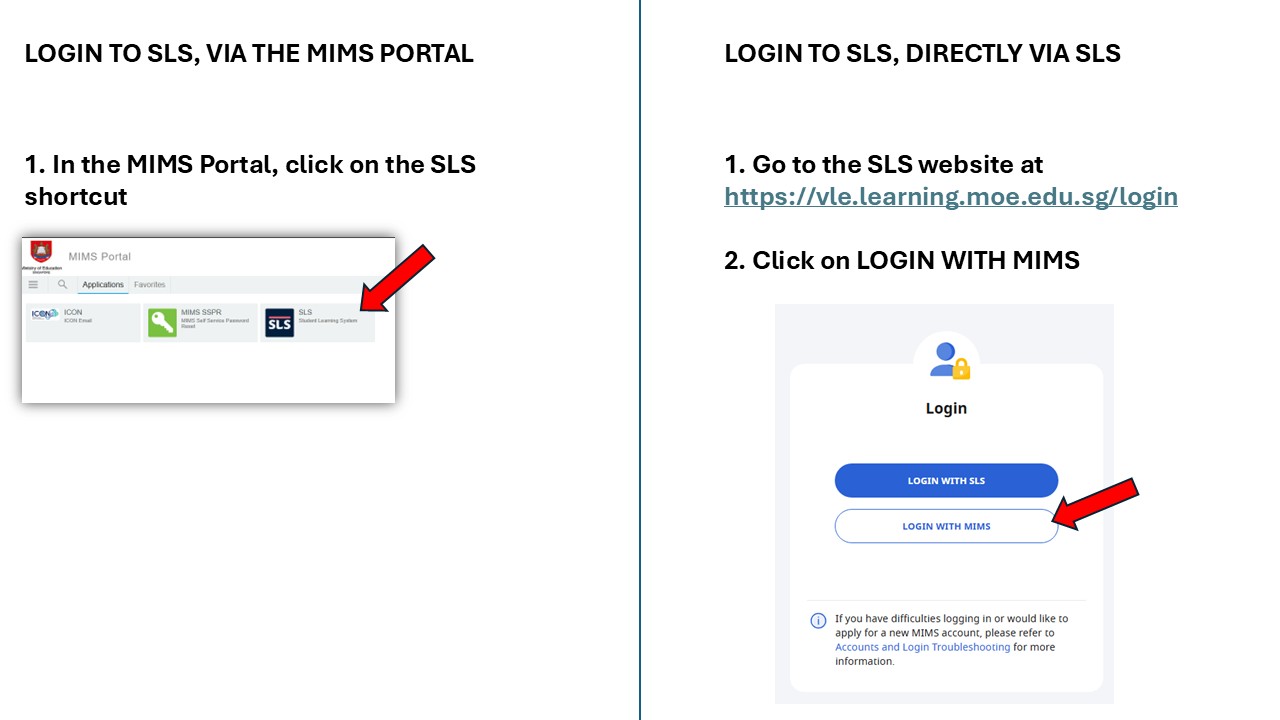 LOGIN TO SLS, VIA THE MIMS PORTAL
1. In the MIMS Portal, click on the SLS
shortcut
Ministry of Education
SINGAPORE
MIMS Portal
Applications
Favorites
ICON
ICON
ICON Email
MIMS SSPR
MIMS Self Service Password
Reset
SLS
SLS
Student Learning System
LOGIN TO SLS, DIRECTLY VIA SLS
1. Go to the SLS website at
https://vle.learning.moe.edu.sg/login
2. Click on LOGIN WITH MIMS
Login
LOGIN WITH SLS
LOGIN WITH MIMS
If you have difficulties logging in or would like to
apply for a new MIMS account, please refer to
Accounts and Login Troubleshooting for more
information.